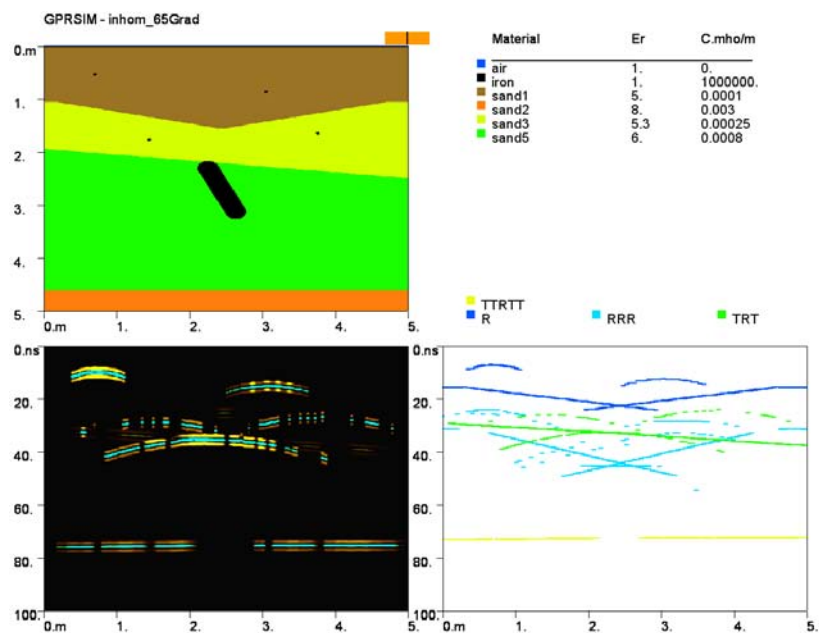 GPRSIM - inhom_65Grad
0.m
1.
2.
3.
4.
5.
0.m 1. 2. 3. 4. 5.
Material Er C.mho/m
air 1. 0.
iron 1. 1000000.
sand1 5. 0.0001
sand2 8. 0.003
sand3 5.3 0.00025
sand5 6. 0.0008
TTRTT
R RRR TRT
0.ns
20.
40.
60.
80.
100.
0.m 1. 2. 3. 4. 5.
0.ns
20.
40.
60.
80.
100.
0.m 1. 2. 3. 4. 5.